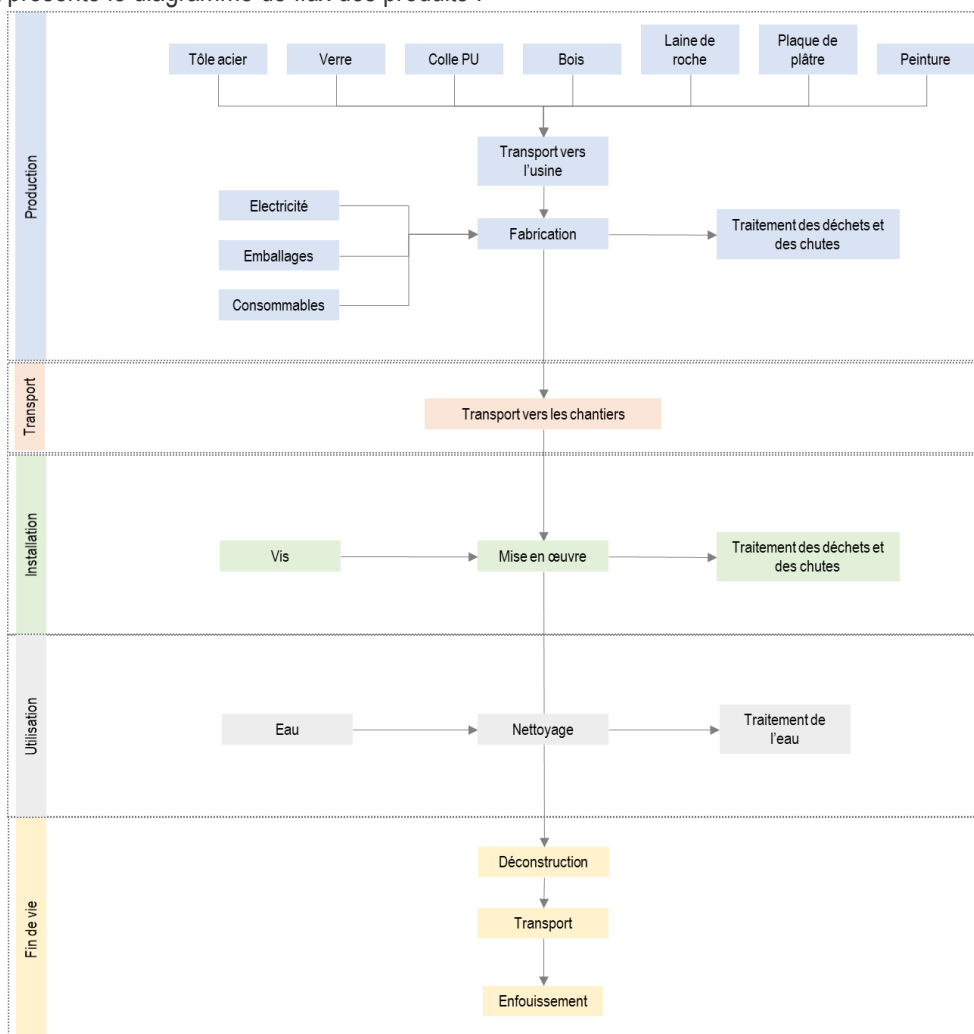 présente le diagramme de flux des produits :
Tôle acier
Verre
Colle PU
Bois
Laine de
roche
Plaque de
plâtre
Peinture
Production
Transport vers
l'usine
Electricité
Fabrication
Traitement des déchets et
des chutes
Emballages
Consommables
Transport
Transport vers les chantiers
Installation
Vis
Mise en œuvre
Traitement des déchets et
des chutes
Utilisation
Eau
Nettoyage
Traitement de
l'eau
Fin de vie
Déconstruction
Transport
Enfouissement